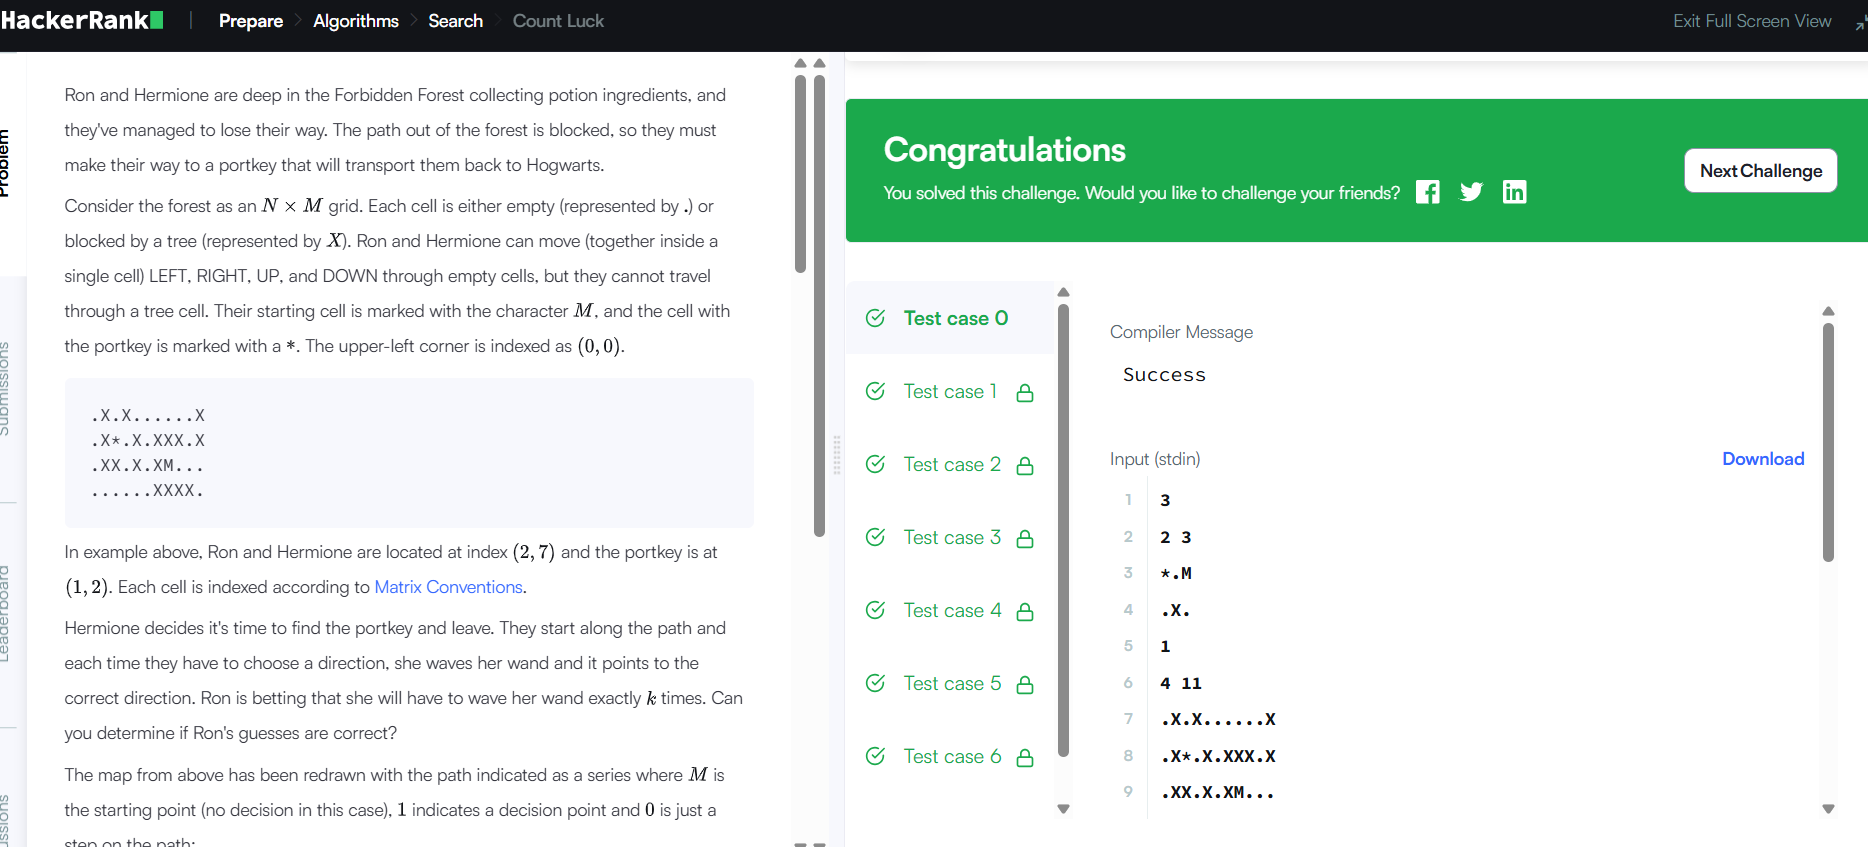 HackerRank
Prepare
Algorithms
Search
Count Luck
Exit Full Screen View
Problem
Submissions
Leaderboard
Ron and Hermione are deep in the Forbidden Forest collecting potion ingredients, and
they've managed to lose their way. The path out of the forest is blocked, so they must
make their way to a portkey that will transport them back to Hogwarts.
Consider the forest as an N × M grid. Each cell is either empty (represented by .) or
blocked by a tree (represented by X). Ron and Hermione can move (together inside a
single cell) LEFT, RIGHT, UP, and DOWN through empty cells, but they cannot travel
through a tree cell. Their starting cell is marked with the character M, and the cell with
the portkey is marked with a *. The upper-left corner is indexed as (0, 0).
.X.X......X
.X*.X.XXX.X
.XX.X.XM...
......XXXX.
In example above, Ron and Hermione are located at index (2, 7) and the portkey is at
(1, 2). Each cell is indexed according to Matrix Conventions.
Hermione decides it's time to find the portkey and leave. They start along the path and
each time they have to choose a direction, she waves her wand and it points to the
correct direction. Ron is betting that she will have to wave her wand exactly k times. Can
you determine if Ron's guesses are correct?
The map from above has been redrawn with the path indicated as a series where M is
the starting point (no decision in this case), 1 indicates a decision point and 0 is just a
step on the path:
Congratulations
You solved this challenge. Would you like to challenge your friends?
Next Challenge
Test case 0
Test case 1
Test case 2
Test case 3
Test case 4
Test case 5
Test case 6
Compiler Message
Success
Input (stdin)
Download
1 3
2 2 3
3 *.M
4 .X.
5 1
6 4 11
7 .X.X......X
8 .X*.X.XXX.X
9 .XX.X.XM...